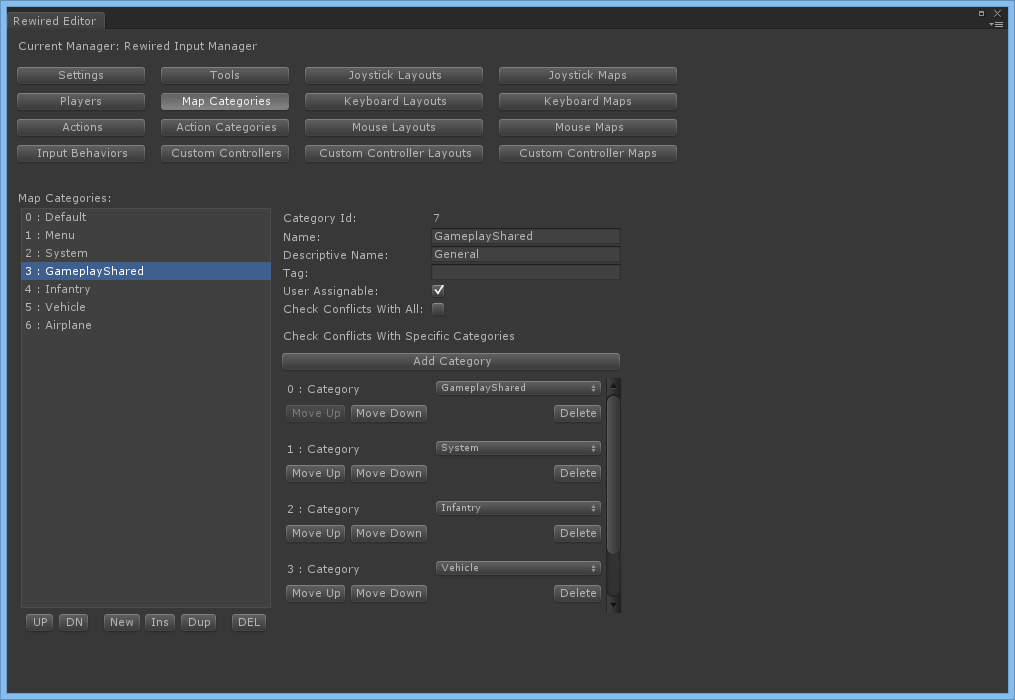 Rewired Editor
Current Manager: Rewired Input Manager
Settings Tools Joystick Layouts Joystick Maps
Players Map Categories Keyboard Layouts Keyboard Maps
Actions Action Categories Mouse Layouts Mouse Maps
Input Behaviors Custom Controllers Custom Controller Layouts Custom Controller Maps
Map Categories:
0 : Default
1 : Menu
2 : System
3 : GameplayShared
4 : Infantry
5 : Vehicle
6 : Airplane
UP DN New Ins Dup DEL
Category Id: 7
Name: GameplayShared
Descriptive Name: General
Tag:
User Assignable:
Check Conflicts With All:
Check Conflicts With Specific Categories
Add Category
0 : Category GameplayShared
Move Up Move Down Delete
1 : Category System
Move Up Move Down Delete
2 : Category Infantry
Move Up Move Down Delete
3 : Category Vehicle
Move Up Move Down Delete